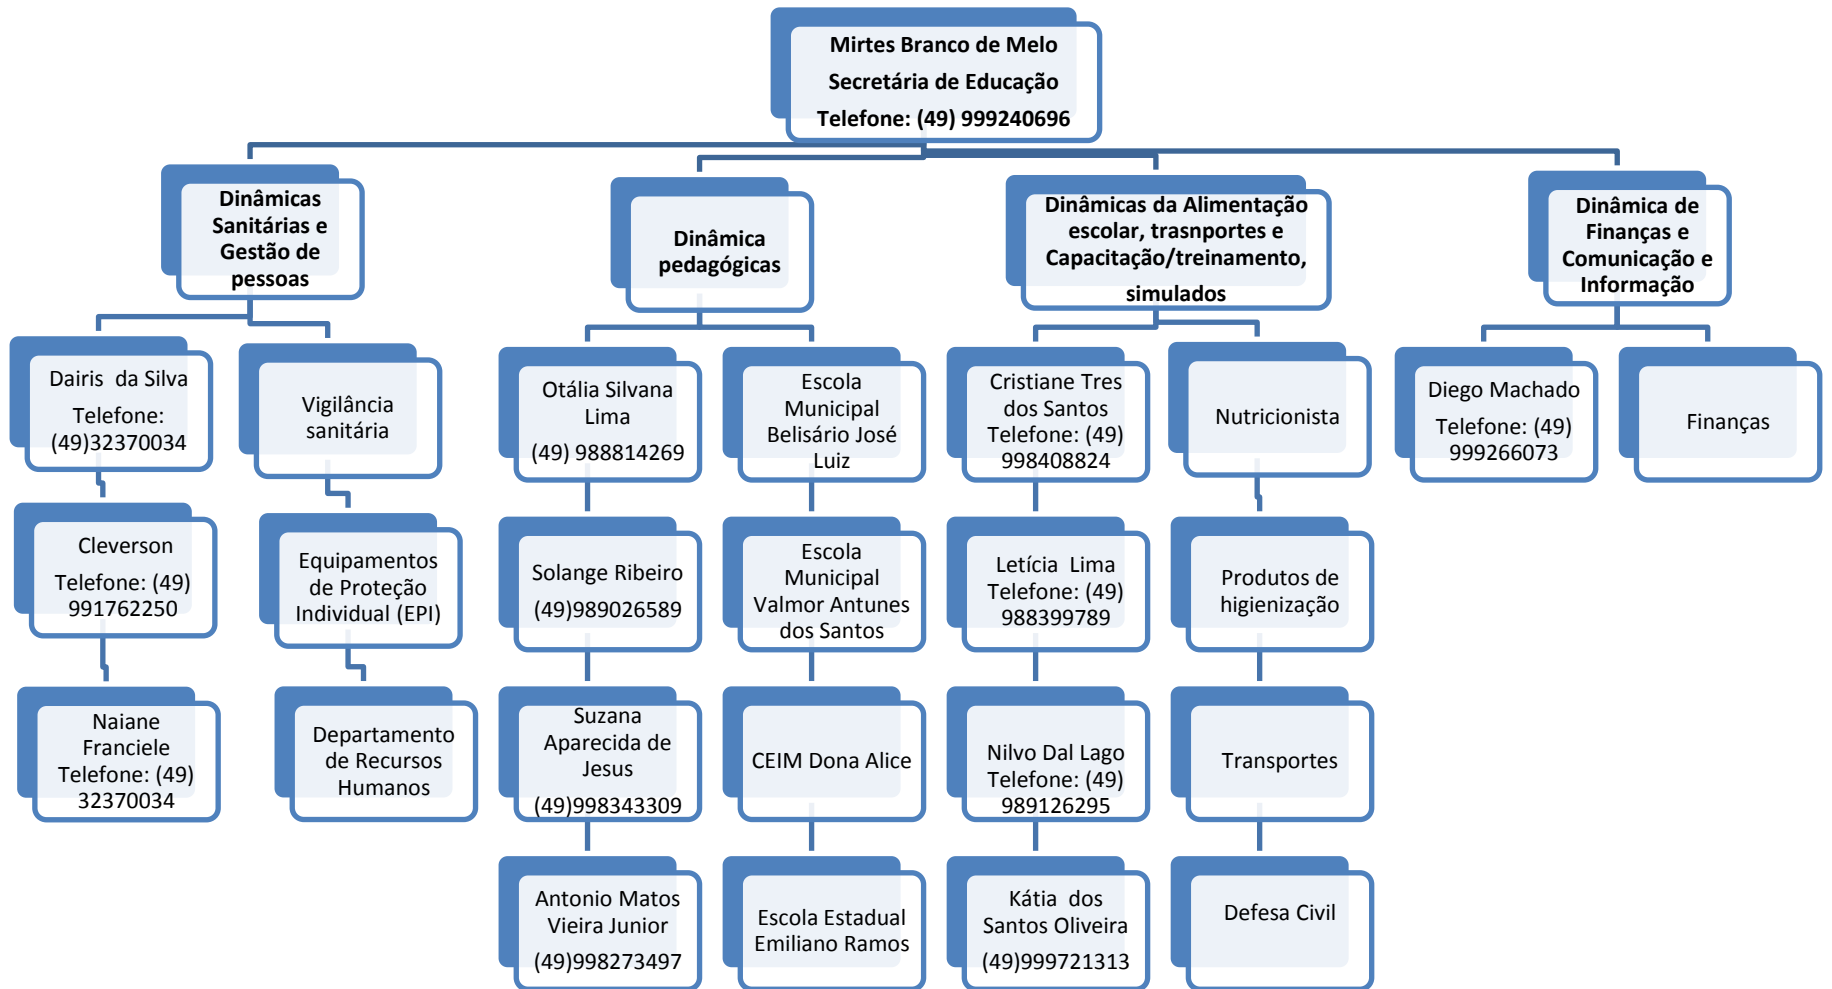 Mirtes Branco de Melo
Secretária de Educação
Telefone: (49) 999240696
Dinâmicas
Sanitárias e
Gestão de
pessoas
Dinâmica
pedagógicas
Dinâmicas da Alimentação
escolar, trasnportes e
Capacitação/treinamento,
simulados
Dinâmica de
Finanças e
Comunicação e
Informação
Dairis da Silva
Telefone:
(49)32370034
Vigilância
sanitária
Otália Silvana
Lima
(49) 988814269
Escola
Municipal
Belisário José
Luiz
Cristiane Tres
dos Santos
Telefone: (49)
998408824
Nutricionista
Diego Machado
Telefone: (49)
999266073
Finanças
Cleverson
Telefone: (49)
991762250
Equipamentos
de Proteção
Individual (EPI)
Solange Ribeiro
(49)989026589
Escola
Municipal
Valmor Antunes
dos Santos
Letícia Lima
Telefone: (49)
988399789
Produtos de
higienização
Naiane
Franciele
Telefone: (49)
32370034
Departamento
de Recursos
Humanos
Suzana
Aparecida de
Jesus
(49)998343309
CEIM Dona Alice
Nilvo Dal Lago
Telefone: (49)
989126295
Transportes
Antonio Matos
Vieira Junior
(49)998273497
Escola Estadual
Emiliano Ramos
Kátia dos
Santos Oliveira
(49)999721313
Defesa Civil